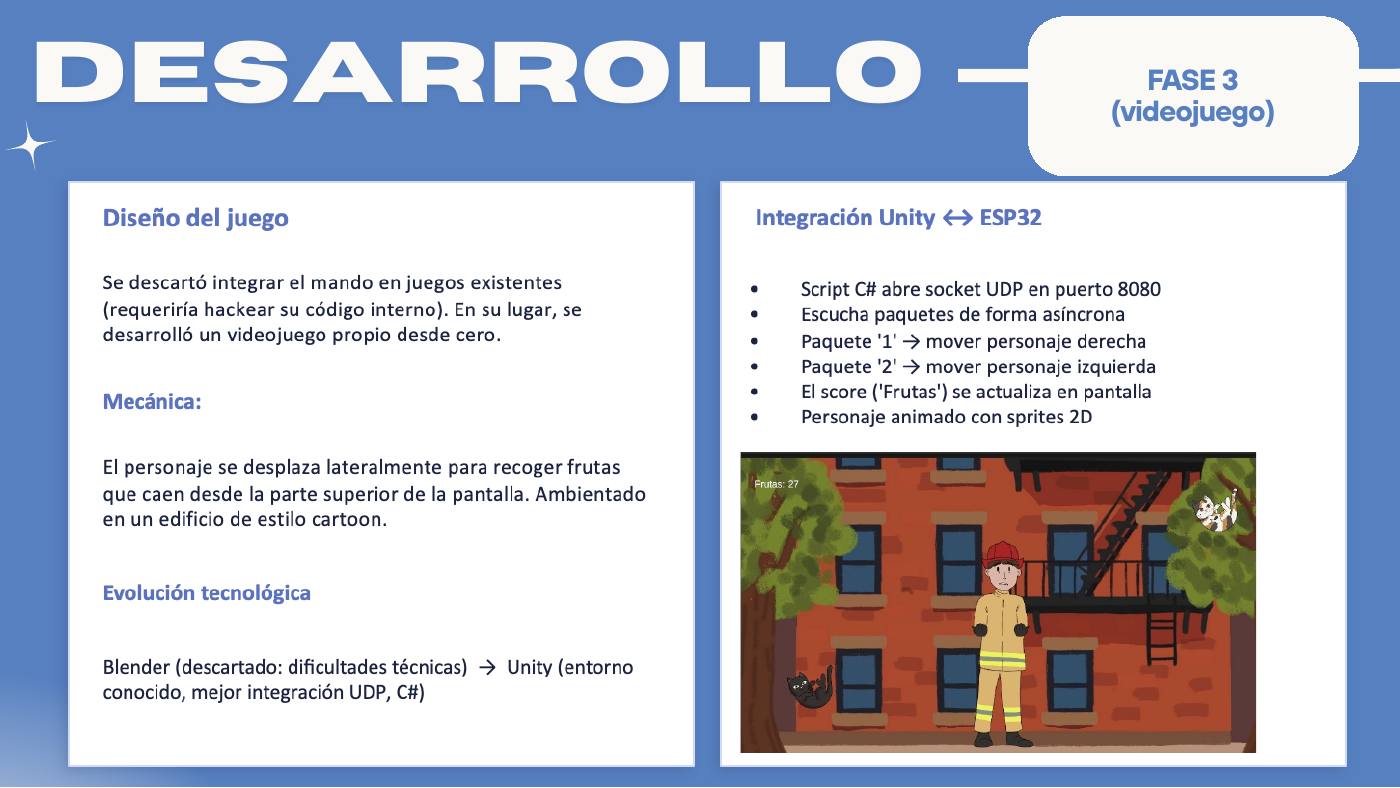 DESARROLLO
FASE 3
(videojuego)
Diseño del juego
Se descartó integrar el mando en juegos existentes
(requeriría hackear su código interno). En su lugar, se
desarrolló un videojuego propio desde cero.
Mecánica:
El personaje se desplaza lateralmente para recoger frutas
que caen desde la parte superior de la pantalla. Ambientado
en un edificio de estilo cartoon.
Evolución tecnológica
Blender (descartado: dificultades técnicas) → Unity (entorno
conocido, mejor integración UDP, C#)
Integración Unity ↔ ESP32
• Script C# abre socket UDP en puerto 8080
• Escucha paquetes de forma asíncrona
• Paquete '1' → mover personaje derecha
• Paquete '2' → mover personaje izquierda
• El score ('Frutas') se actualiza en pantalla
• Personaje animado con sprites 2D
Frutas: 27